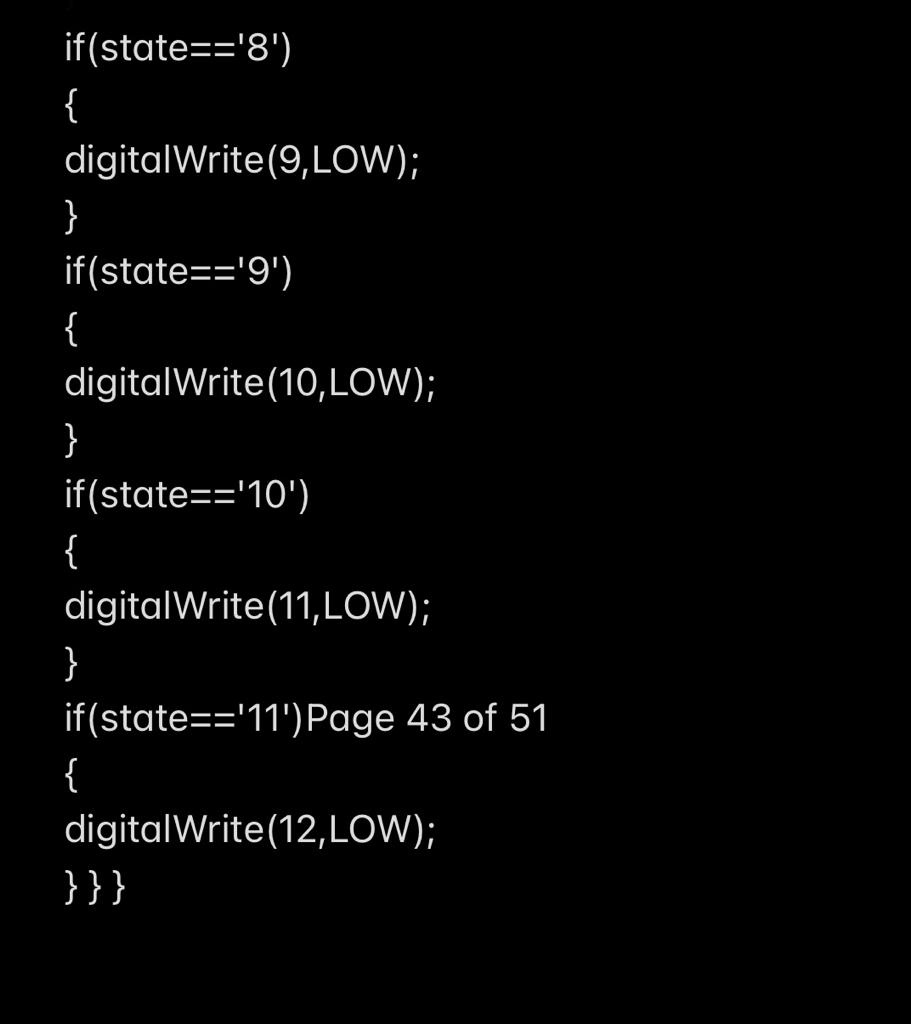 if(state=='8')
{
digitalWrite(9,LOW);
}
if(state=='9')
{
digitalWrite(10,LOW);
}
if(state=='10')
{
digitalWrite(11,LOW);
}
if(state=='11')Page 43 of 51
{
digitalWrite(12,LOW);
} } }